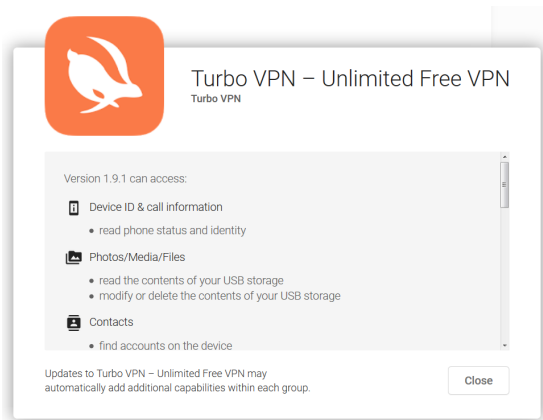 Turbo VPN – Unlimited Free VPN
Turbo VPN
Version 1.9.1 can access:
Device ID & call information
• read phone status and identity
Photos/Media/Files
• read the contents of your USB storage
• modify or delete the contents of your USB storage
Contacts
• find accounts on the device
Updates to Turbo VPN – Unlimited Free VPN may
automatically add additional capabilities within each group.
Close